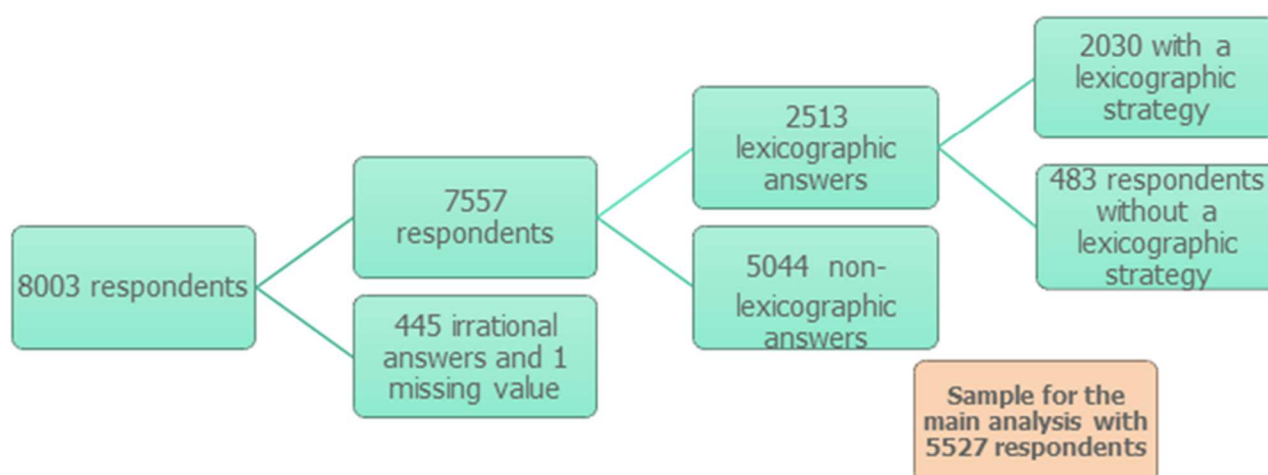 8003 respondents
7557
respondents
445 irrational
answers and 1
missing value
2513
lexicographic
answers
5044 non-
lexicographic
answers
2030 with a
lexicographic
strategy
483 respondents
without a
lexicographic
strategy
Sample for the
main analysis with
5527 respondents